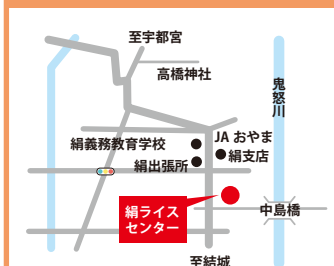 至宇都宮
高橋神社
鬼怒川
JA おやま
絹義務教育学校
絹支店
絹出張所
絹ライス
センター
中島橋
至結城